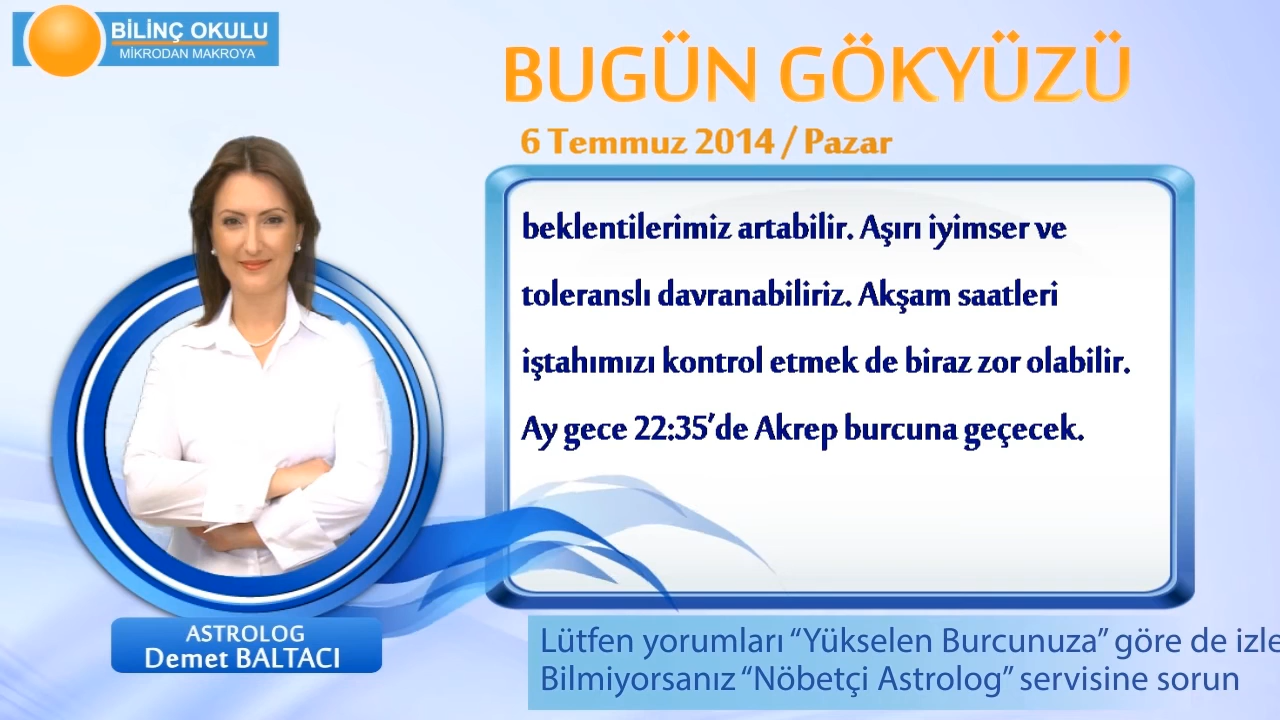 BİLİNÇ OKULU
MİKRODAN MAKROYA
BUGÜN GÖKYÜZÜ
6 Temmuz 2014 / Pazar
beklentilerimiz artabilir. Aşırı iyimser ve
toleranslı davranabiliriz. Akşam saatleri
iştahımızı kontrol etmek de biraz zor olabilir.
Ay gece 22:35'de Akrep burcuna geçecek.
ASTROLOG
Demet BALTACI
Lütfen yorumları “Yükselen Burcunuza” göre de izle
Bilmiyorsanız “Nöbetçi Astrolog” servisine sorun